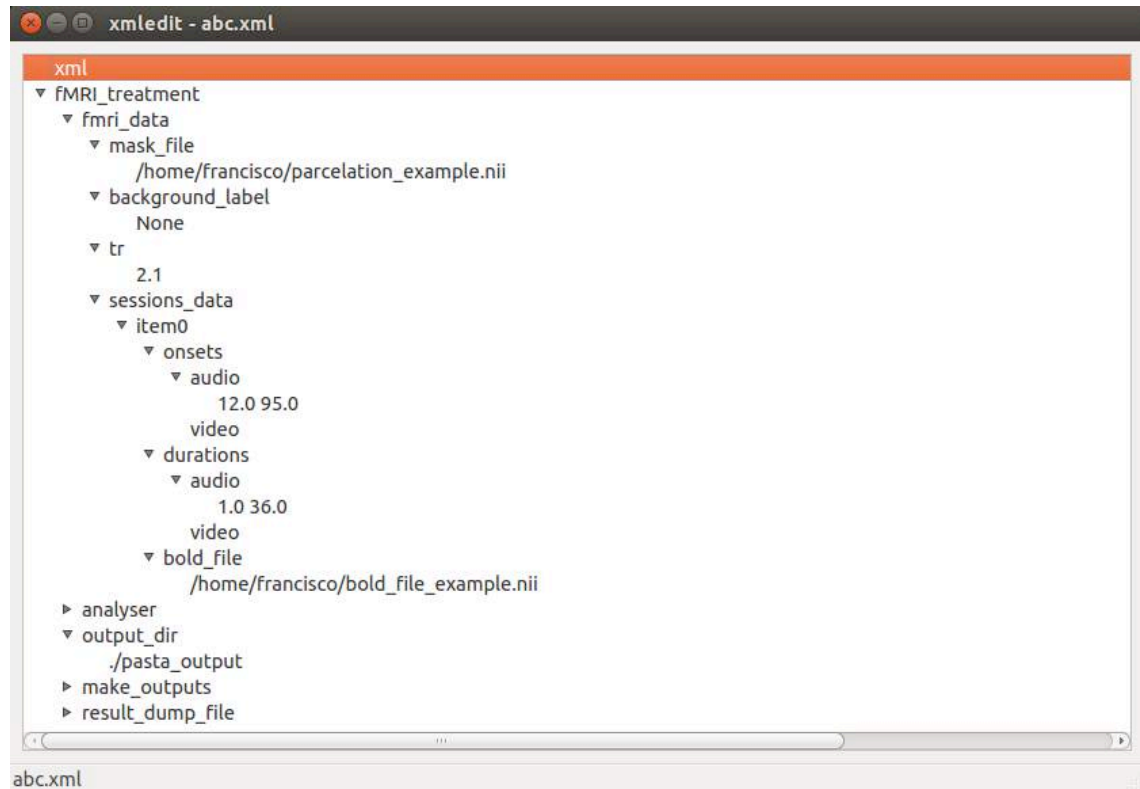 xmledit - abc.xml
xml
fMRI_treatment
fmri_data
mask_file
/home/francisco/parcelation_example.nii
background_label
None
tr
2.1
sessions_data
item0
onsets
audio
12.0 95.0
video
durations
audio
1.0 36.0
video
bold_file
/home/francisco/bold_file_example.nii
analyser
output_dir
./pasta_output
make_outputs
result_dump_file
abc.xml